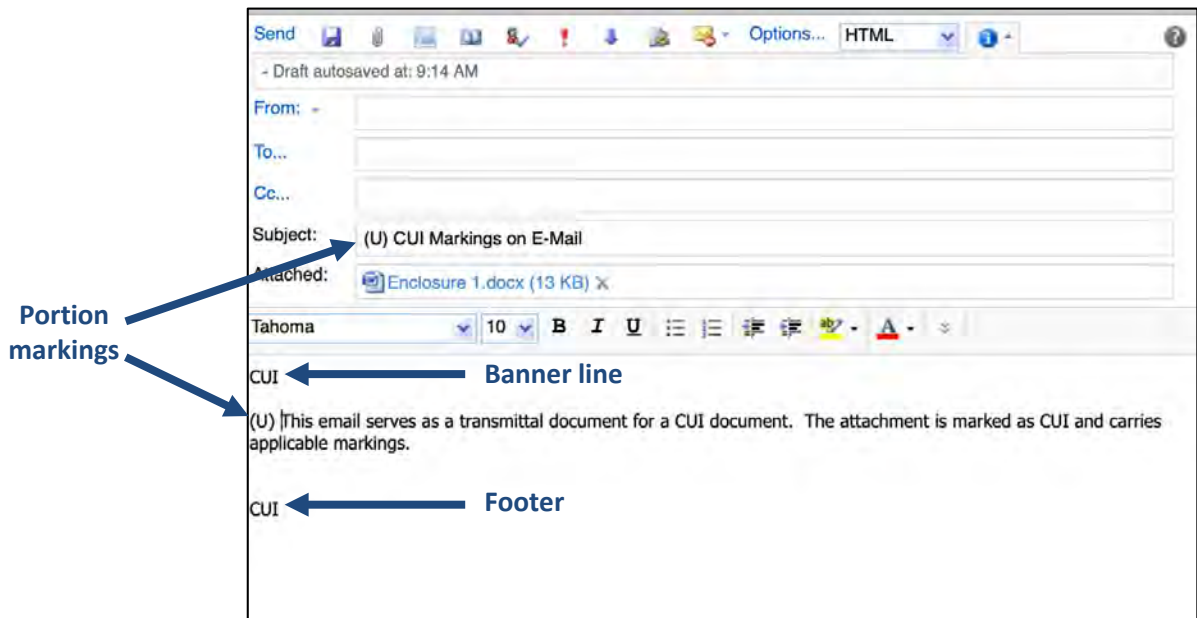 Send Options... HTML
- Draft autosaved at: 9:14 AM
From:
To...
Cc...
Subject: (U) CUI Markings on E-Mail
Attached: Enclosure 1.docx (13 KB)
Portion
markings
Tahoma 10 B I U A
CUI Banner line
(U) This email serves as a transmittal document for a CUI document. The attachment is marked as CUI and carries
applicable markings.
CUI Footer